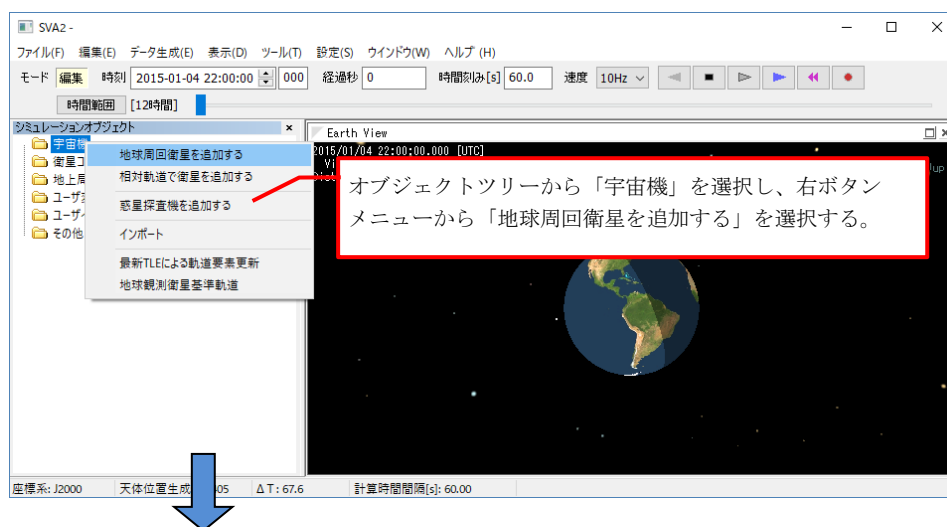 SVA2 -
ファイル(F) 編集(E) データ生成(E) 表示(D) ツール(T) 設定(S) ウインドウ(W) ヘルプ (H)
モード 編集 時刻 2015-01-04 22:00:00 000 経過秒 0 時間刻み[s] 60.0 速度 10Hz
時間範囲 [12時間]
シミュレーションオブジェクト
宇宙機
衛星
地上局
ユーザ
ユーザ
その他
地球周回衛星を追加する
相対軌道で衛星を追加する
惑星探査機を追加する
インポート
最新TLEによる軌道要素更新
地球観測衛星基準軌道
Earth View
2015/01/04 22:00:00.000 [UTC]
オブジェクトツリーから「宇宙機」を選択し、右ボタン
メニューから「地球周回衛星を追加する」を選択する。
座標系: J2000 天体位置生成 405 ΔT : 67.6 計算時間間隔[s]: 60.00